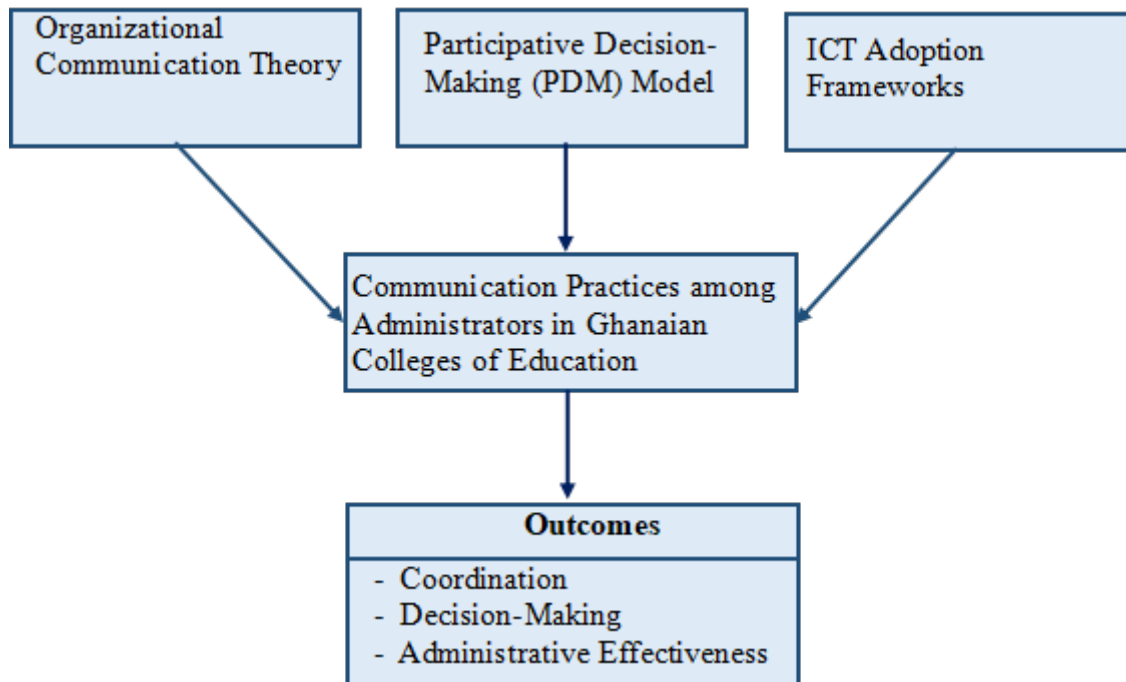 Organizational
Communication Theory
Participative Decision-
Making (PDM) Model
ICT Adoption
Frameworks
Communication Practices among
Administrators in Ghanaian
Colleges of Education
Outcomes
- Coordination
- Decision-Making
- Administrative Effectiveness